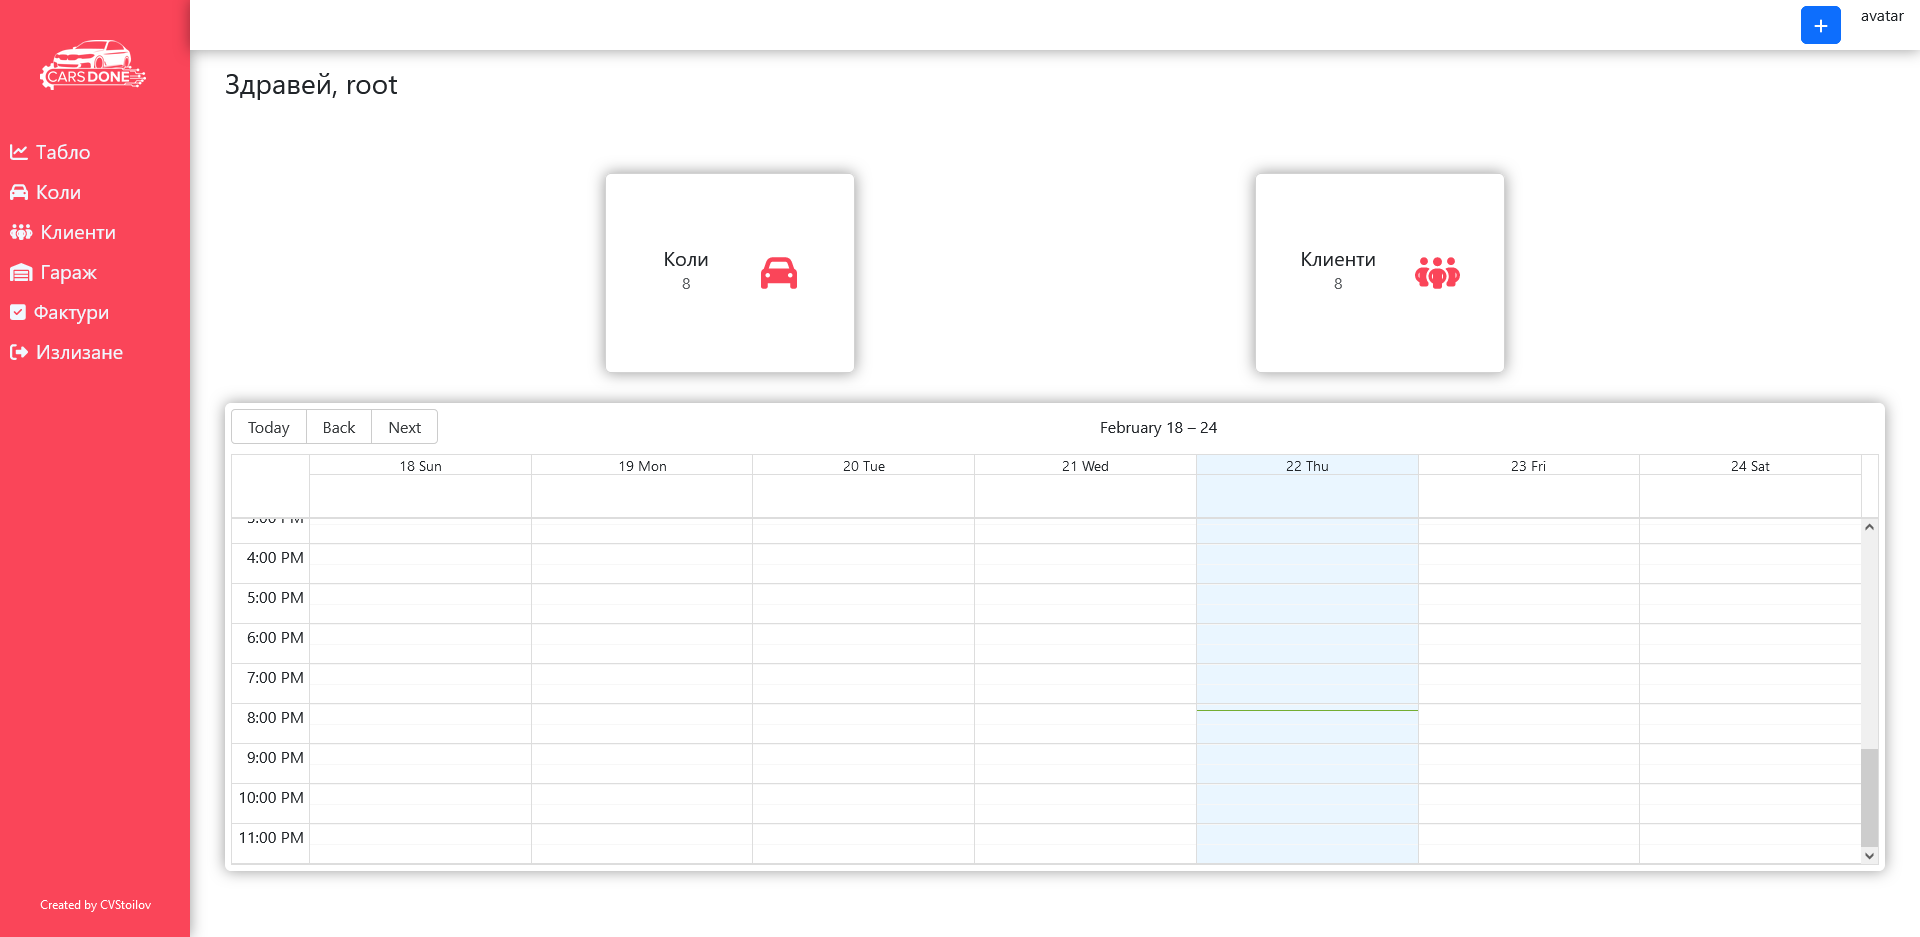 CARSDONE
avatar
Здравей, root
Табло
Коли
Клиенти
Гараж
Фактури
Излизане
Коли
8
Клиенти
8
Today Back Next
February 18 – 24
18 Sun 19 Mon 20 Tue 21 Wed 22 Thu 23 Fri 24 Sat
4:00 PM
5:00 PM
6:00 PM
7:00 PM
8:00 PM
9:00 PM
10:00 PM
11:00 PM
Created by CVStoilov